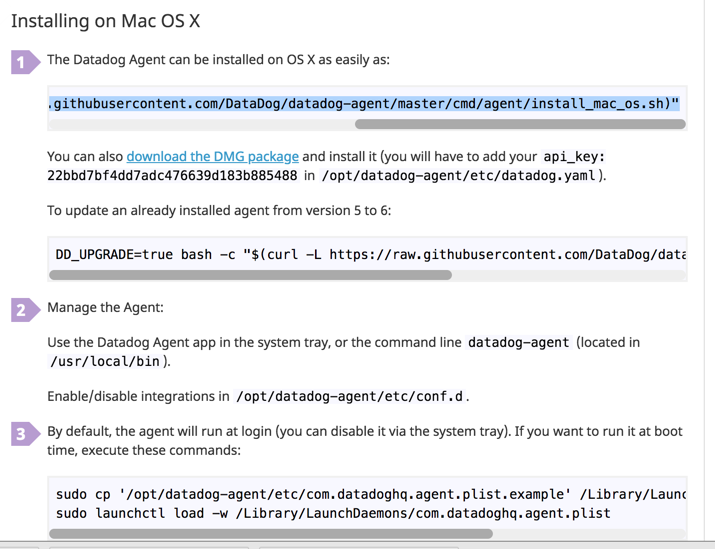 Installing on Mac OS X
1
The Datadog Agent can be installed on OS X as easily as:
.githubusercontent.com/DataDog/datadog-agent/master/cmd/agent/install_mac_os.sh)"
You can also download the DMG package and install it (you will have to add your api_key:
22bbd7bf4dd7adc476639d183b885488 in /opt/datadog-agent/etc/datadog.yaml).
To update an already installed agent from version 5 to 6:
DD_UPGRADE=true bash -c "$(curl -L https://raw.githubusercontent.com/DataDog/data
2
Manage the Agent:
Use the Datadog Agent app in the system tray, or the command line datadog-agent (located in
/usr/local/bin).
Enable/disable integrations in /opt/datadog-agent/etc/conf.d.
3
By default, the agent will run at login (you can disable it via the system tray). If you want to run it at boot
time, execute these commands:
sudo cp '/opt/datadog-agent/etc/com.datadoghq.agent.plist.example' /Library/Launc
sudo launchctl load -w /Library/LaunchDaemons/com.datadoghq.agent.plist